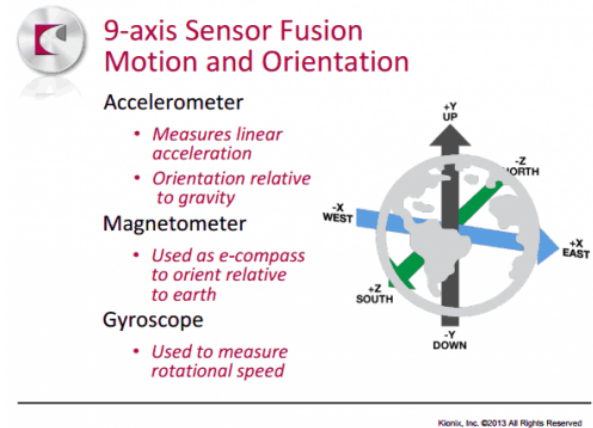 9-axis Sensor Fusion
Motion and Orientation
Accelerometer
• Measures linear
acceleration
• Orientation relative
to gravity
Magnetometer
• Used as e-compass
to orient relative
to earth
Gyroscope
• Used to measure
rotational speed
+Y
UP
-Z
NORTH
-X
WEST
+X
EAST
+Z
SOUTH
-Y
DOWN
Kionix, Inc. ©2013 All Rights Reserved